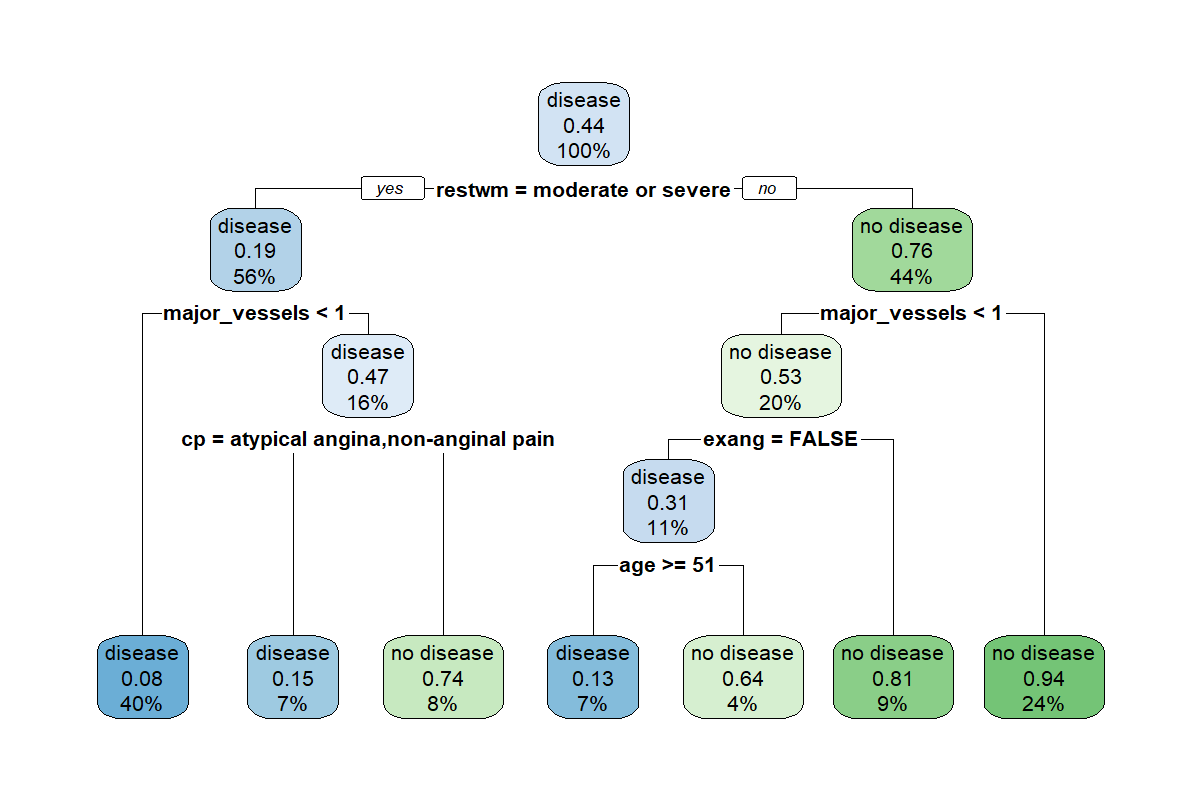 disease
0.44
100%
yes restwm = moderate or severe no
disease
0.19
56%
no disease
0.76
44%
major_vessels < 1
major_vessels < 1
disease
0.47
16%
no disease
0.53
20%
cp = atypical angina,non-anginal pain
exang = FALSE
disease
0.31
11%
age >= 51
disease
0.08
40%
disease
0.15
7%
no disease
0.74
8%
disease
0.13
7%
no disease
0.64
4%
no disease
0.81
9%
no disease
0.94
24%